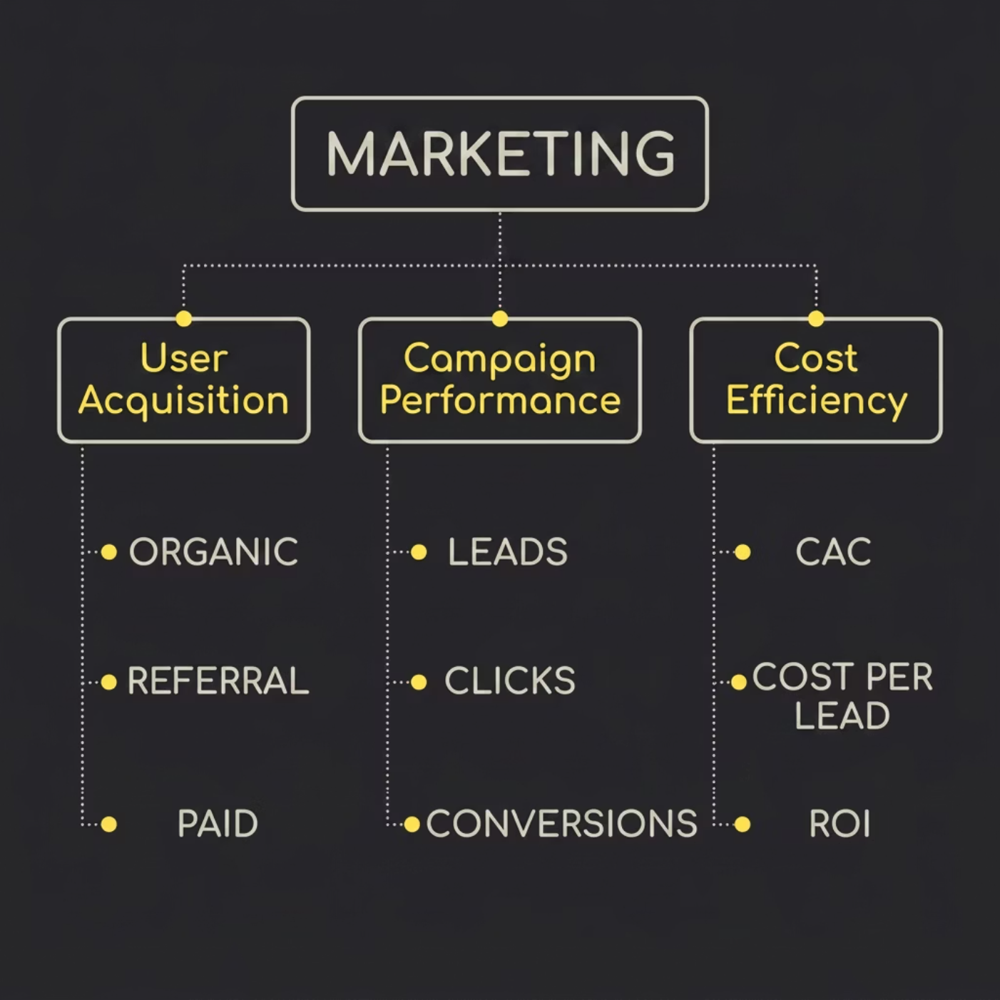 MARKETING
User
Acquisition
ORGANIC
REFERRAL
PAID
Campaign
Performance
LEADS
CLICKS
CONVERSIONS
Cost
Efficiency
CAC
COST PER
LEAD
ROI